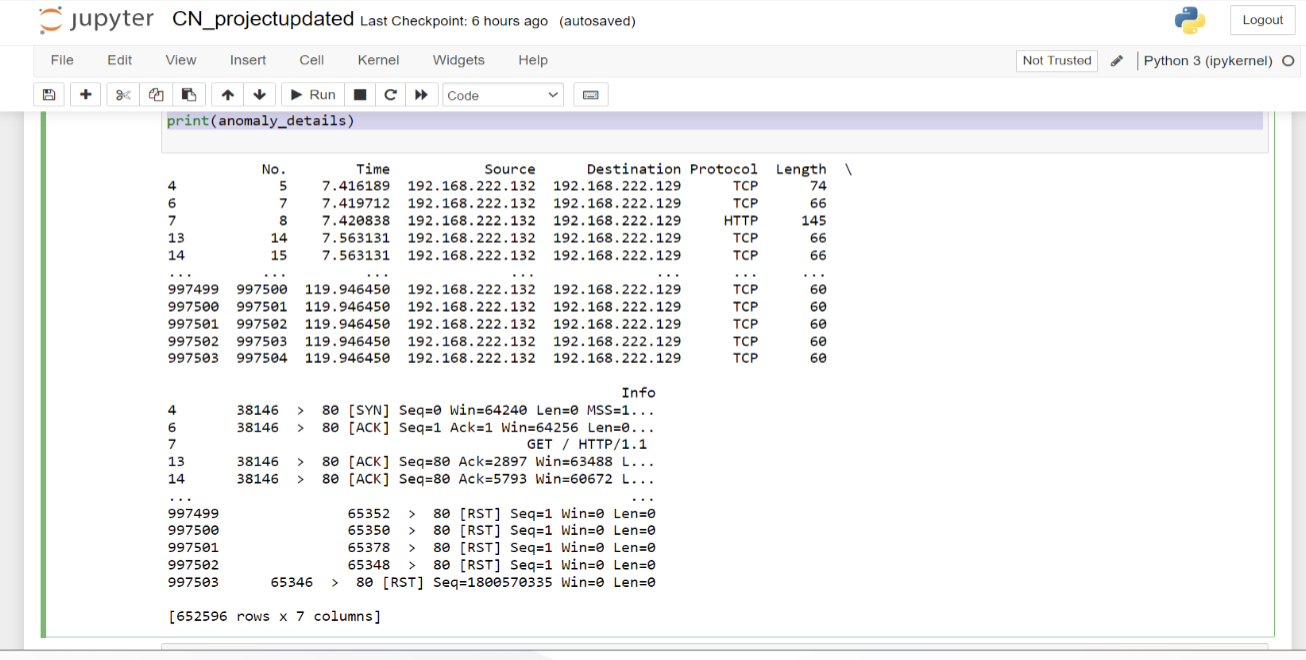 jupyter CN_projectupdated Last Checkpoint: 6 hours ago (autosaved) Logout
File Edit View Insert Cell Kernel Widgets Help Not Trusted Python 3 (ipykernel)
Run Code
print(anomaly_details)
No. Time Source Destination Protocol Length \
4 5 7.416189 192.168.222.132 192.168.222.129 TCP 74
6 7 7.419712 192.168.222.132 192.168.222.129 TCP 66
7 8 7.420838 192.168.222.132 192.168.222.129 HTTP 145
13 14 7.563131 192.168.222.132 192.168.222.129 TCP 66
14 15 7.563131 192.168.222.132 192.168.222.129 TCP 66
... ... ... ... ... ... ...
997499 997500 119.946450 192.168.222.132 192.168.222.129 TCP 60
997500 997501 119.946450 192.168.222.132 192.168.222.129 TCP 60
997501 997502 119.946450 192.168.222.132 192.168.222.129 TCP 60
997502 997503 119.946450 192.168.222.132 192.168.222.129 TCP 60
997503 997504 119.946450 192.168.222.132 192.168.222.129 TCP 60
Info
4 38146 > 80 [SYN] Seq=0 Win=64240 Len=0 MSS=1...
6 38146 > 80 [ACK] Seq=1 Ack=1 Win=64256 Len=0...
7 GET / HTTP/1.1
13 38146 > 80 [ACK] Seq=80 Ack=2897 Win=63488 L...
14 38146 > 80 [ACK] Seq=80 Ack=5793 Win=60672 L...
... ...
997499 65352 > 80 [RST] Seq=1 Win=0 Len=0
997500 65350 > 80 [RST] Seq=1 Win=0 Len=0
997501 65378 > 80 [RST] Seq=1 Win=0 Len=0
997502 65348 > 80 [RST] Seq=1 Win=0 Len=0
997503 65346 > 80 [RST] Seq=1800570335 Win=0 Len=0
[652596 rows x 7 columns]